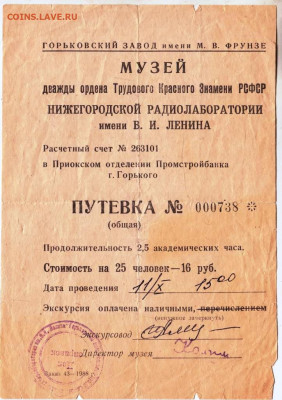 COINS.LAVE.RU
ГОРЬКОВСКИЙ ЗАВОД имени М. В. ФРУНЗЕ
МУЗЕЙ
дважды ордена Трудового Красного Знамени РСФСР
НИЖЕГОРОДСКОЙ РАДИОЛАБОРАТОРИИ
имени В. И. ЛЕНИНА
Расчетный счет № 263101
в Приокском отделении Промстройбанка
г. Горького
ПУТЕВКА № 000738
(общая)
Продолжительность 2,5 академических часа.
Стоимость на 25 человек—16 руб.
Дата проведения 11/X 15 00
Экскурсия оплачена наличными, перечислением
(ненужное зачеркнуть)
Экскурсовод
Директор музея